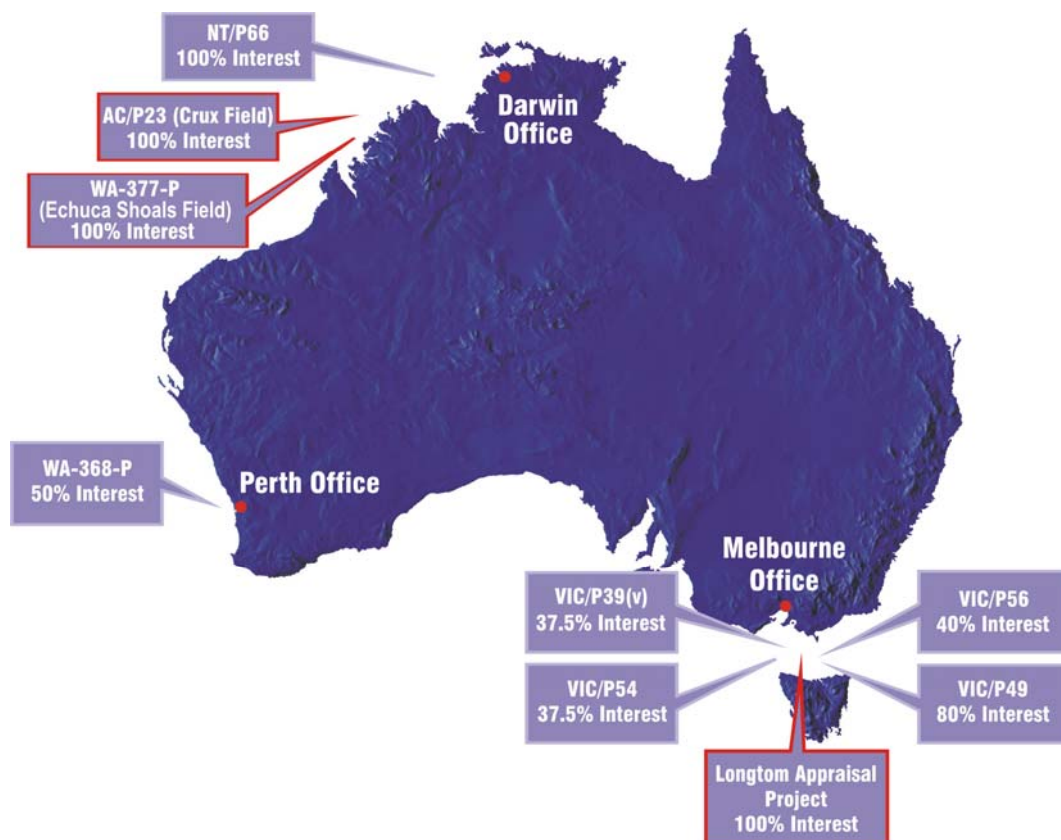 NT/P66
100% Interest
AC/P23 (Crux Field)
100% Interest
WA-377-P
(Echuca Shoals Field)
100% Interest
Darwin
Office
WA-368-P
50% Interest
Perth Office
Melbourne
Office
VIC/P39(v)
37.5% Interest
VIC/P56
40% Interest
VIC/P54
37.5% Interest
VIC/P49
80% Interest
Longtom Appraisal
Project
100% Interest